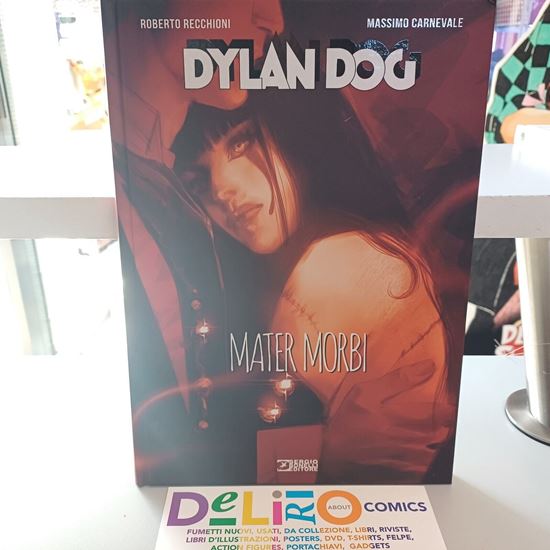 ROBERTO RECCHIONI MASSIMO CARNEVALE
DYLAN DOG
MATER MORBI
SERGIO
BONELLI
EDITORE
DELIRIO ABOUT COMICS
FUMETTI NUOVI, USATI, DA COLLEZIONE, LIBRI, RIVISTE,
LIBRI D'ILLUSTRAZIONI, POSTERS, DVD, T-SHIRTS, FELPE,
ACTION FIGURES, PORTACHIAVI, GADGETS